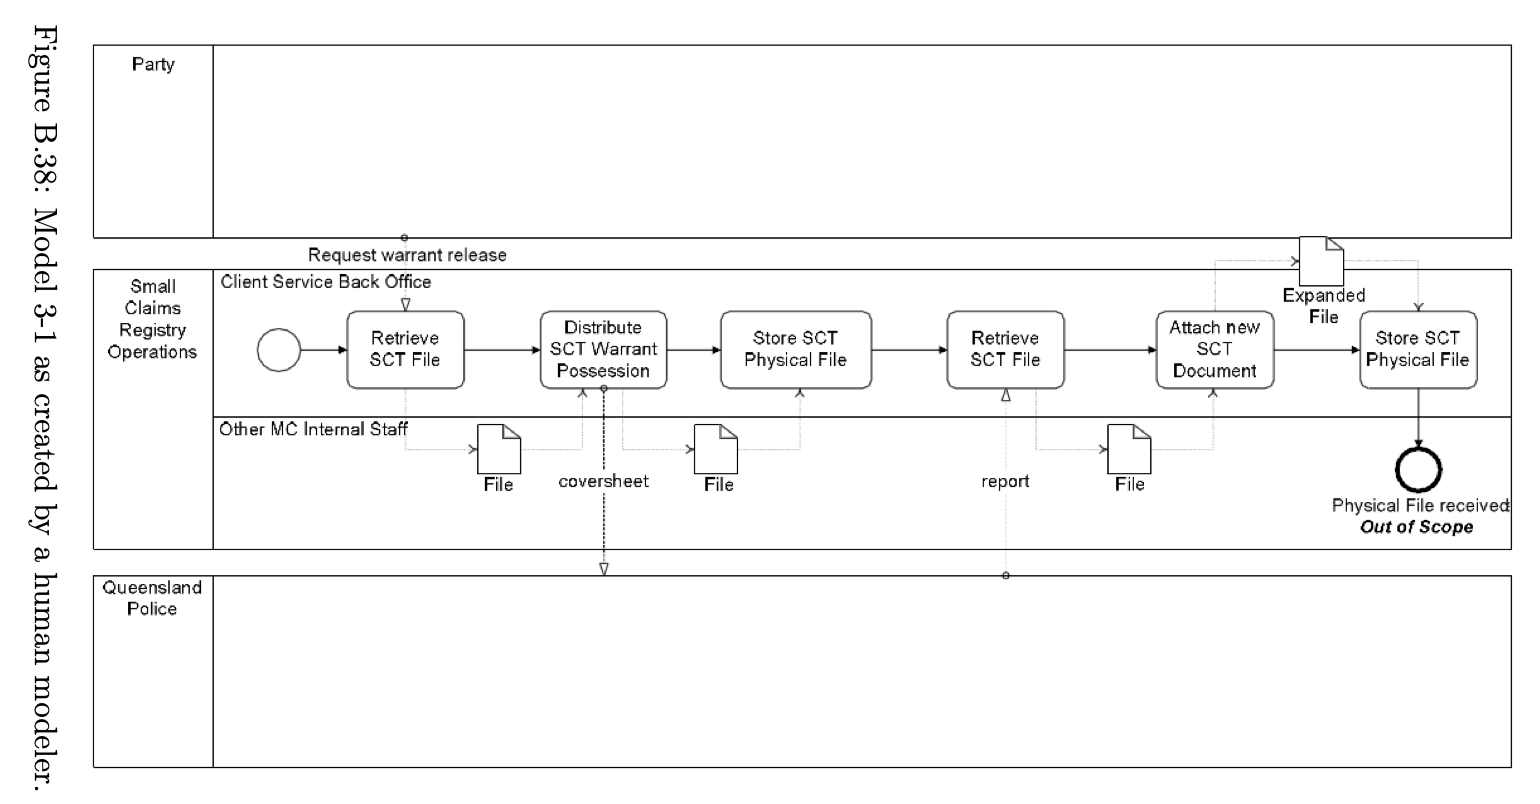 Figure B.38: Model 3-1 as created by a human modeler.
Party
Request warrant release
Small
Claims
Registry
Operations
Client Service Back Office
Retrieve
SCT File
Distribute
SCT Warrant
Possession
Store SCT
Physical File
Retrieve
SCT File
Attach new
SCT
Document
Expanded
File
Store SCT
Physical File
Other MC Internal Staff
File
coversheet
File
report
File
Physical File received
Out of Scope
Queensland
Police